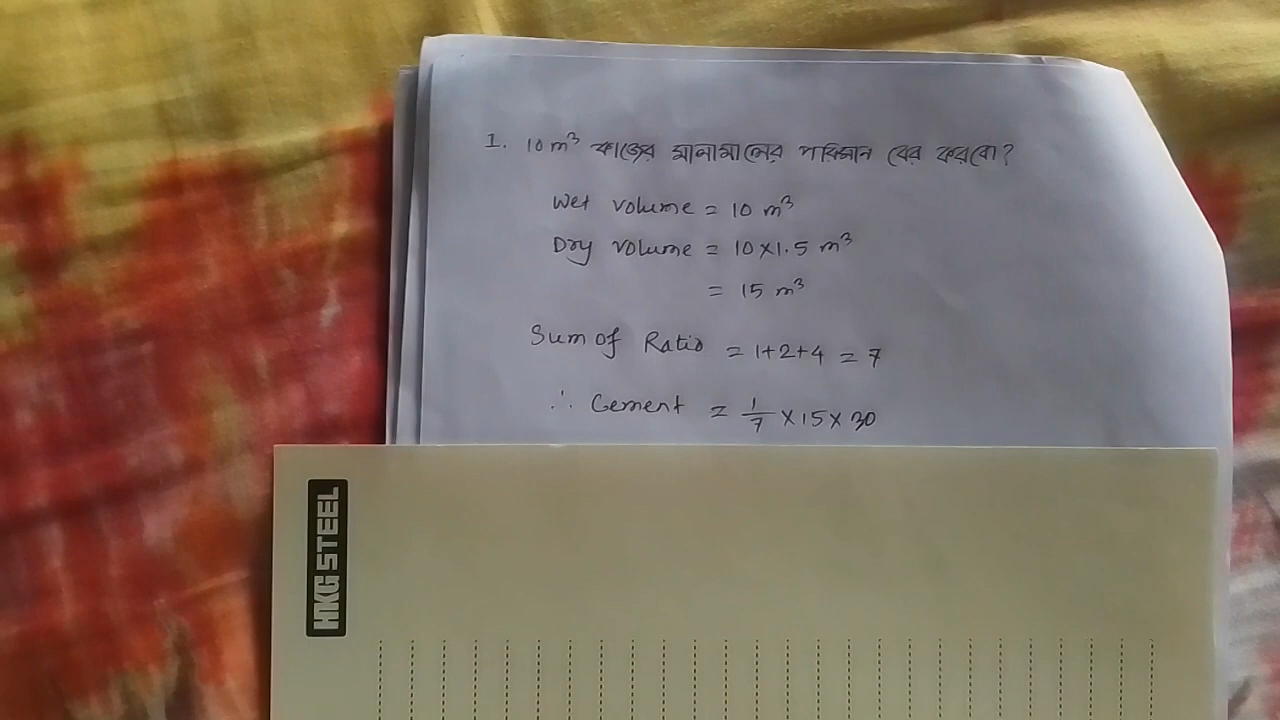 1. 10 m³ কাজের মালামালের পরিমান বের করবো?
Wet volume = 10 m³
Dry volume = 10 x 1.5 m³
= 15 m³
Sum of Ratio = 1+2+4 = 7
∴ Cement = 1/7 x 15 x 30
HKG STEEL